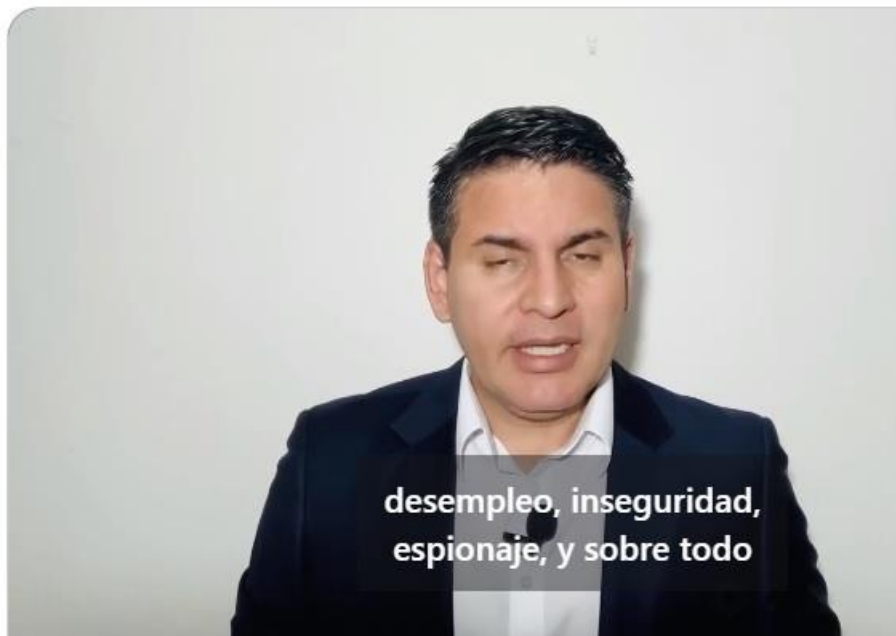 desempleo, inseguridad,
espionaje, y sobre todo